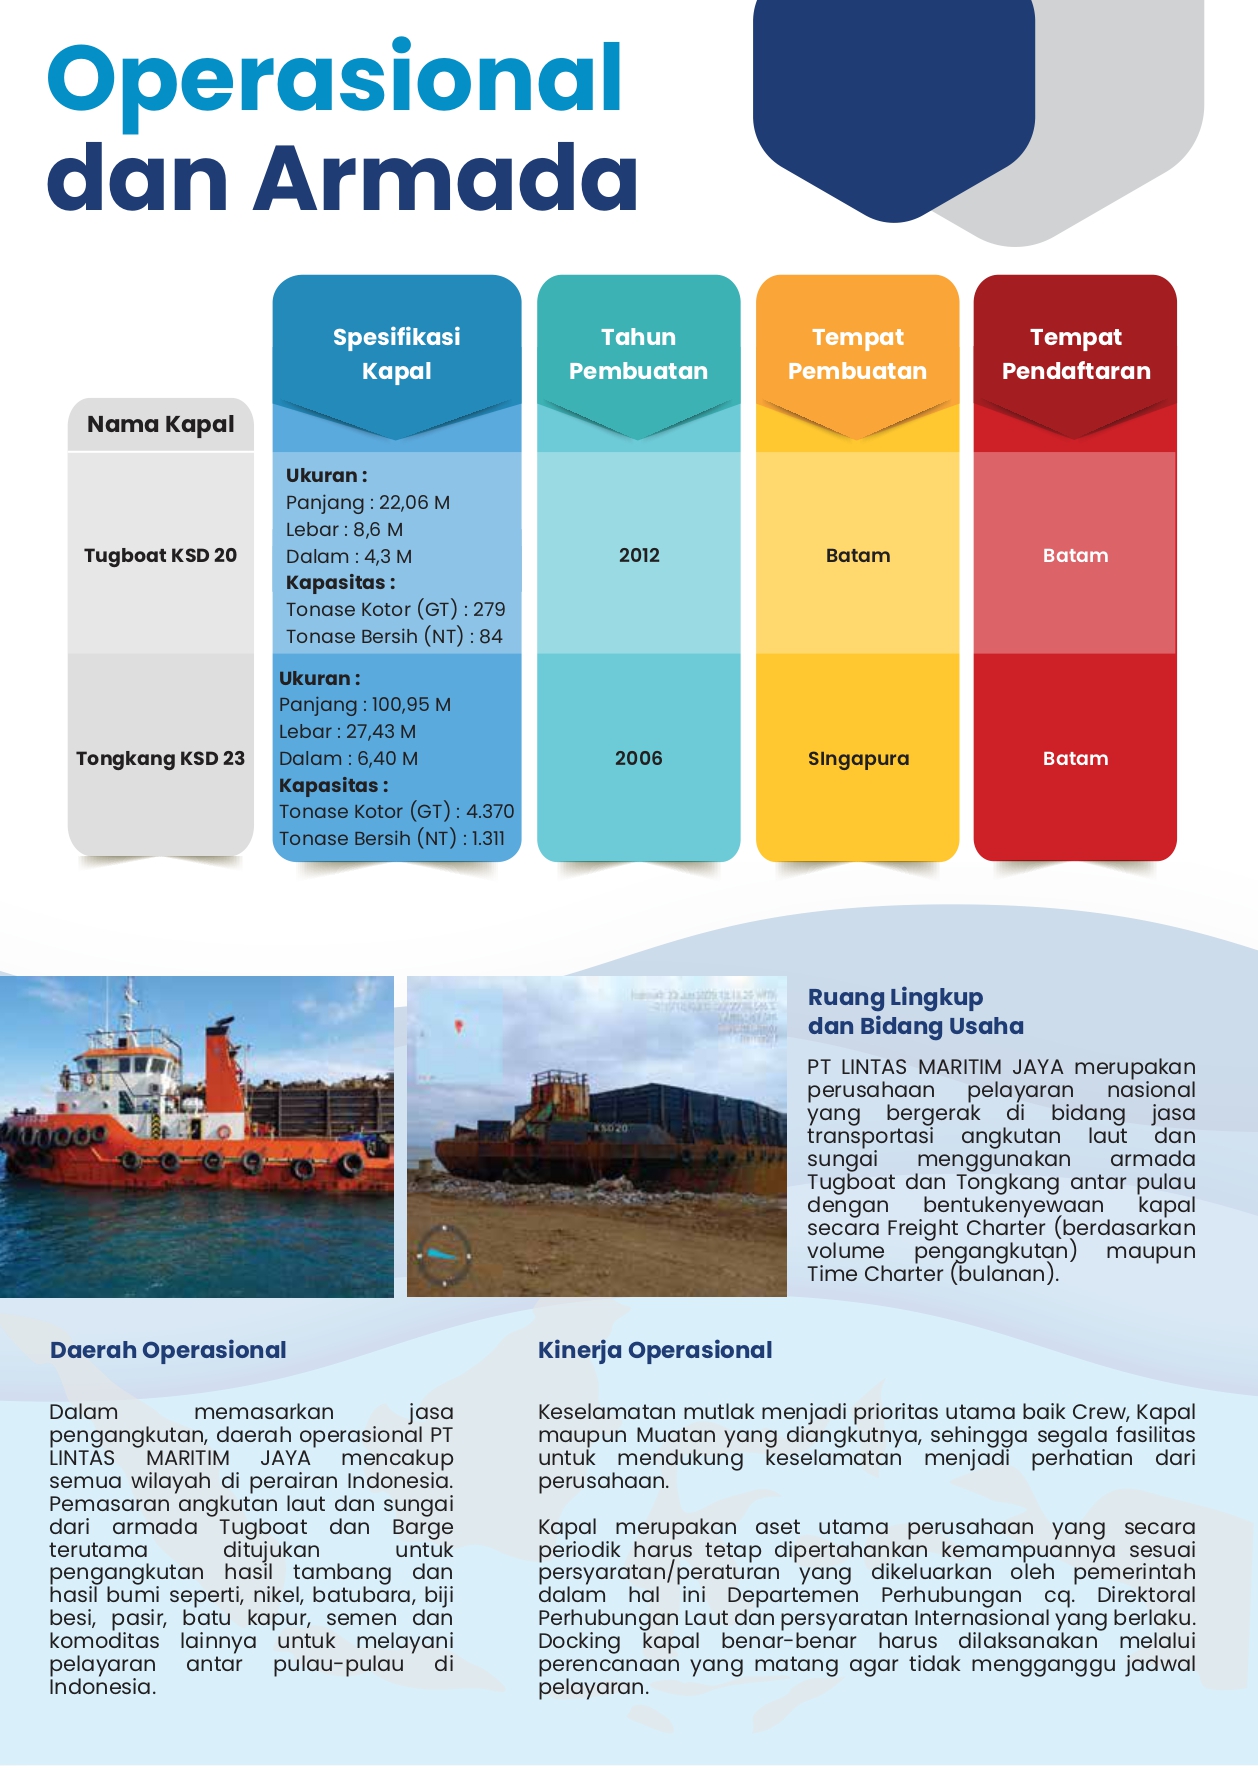 Operasional
dan Armada
Spesifikasi
Kapal
Tahun
Pembuatan
Tempat
Pembuatan
Tempat
Pendaftaran
Nama Kapal
Tugboat KSD 20
Ukuran :
Panjang : 22,06 M
Lebar : 8,6 M
Dalam : 4,3 M
Kapasitas :
Tonase Kotor (GT) : 279
Tonase Bersih (NT) : 84
2012
Batam
Batam
Tongkang KSD 23
Ukuran :
Panjang : 100,95 M
Lebar : 27,43 M
Dalam : 6,40 M
Kapasitas :
Tonase Kotor (GT) : 4.370
Tonase Bersih (NT) : 1.311
2006
SIngapura
Batam
KSD20
Ruang Lingkup
dan Bidang Usaha
PT LINTAS MARITIM JAYA merupakan
perusahaan pelayaran nasional
yang bergerak di bidang jasa
transportasi angkutan laut dan
sungai menggunakan armada
Tugboat dan Tongkang antar pulau
dengan bentukenyewaan kapal
secara Freight Charter (berdasarkan
volume pengangkutan) maupun
Time Charter (bulanan).
Daerah Operasional
Dalam memasarkan jasa
pengangkutan, daerah operasional PT
LINTAS MARITIM JAYA mencakup
semua wilayah di perairan Indonesia.
Pemasaran angkutan laut dan sungai
dari armada Tugboat dan Barge
terutama ditujukan untuk
pengangkutan hasil tambang dan
hasil bumi seperti, nikel, batubara, biji
besi, pasir, batu kapur, semen dan
komoditas lainnya untuk melayani
pelayaran antar pulau-pulau di
Indonesia.
Kinerja Operasional
Keselamatan mutlak menjadi prioritas utama baik Crew, Kapal
maupun Muatan yang diangkutnya, sehingga segala fasilitas
untuk mendukung keselamatan menjadi perhatian dari
perusahaan.
Kapal merupakan aset utama perusahaan yang secara
periodik harus tetap dipertahankan kemampuannya sesuai
persyaratan/peraturan yang dikeluarkan oleh pemerintah
dalam hal ini Departemen Perhubungan cq. Direktoral
Perhubungan Laut dan persyaratan Internasional yang berlaku.
Docking kapal benar-benar harus dilaksanakan melalui
perencanaan yang matang agar tidak mengganggu jadwal
pelayaran.